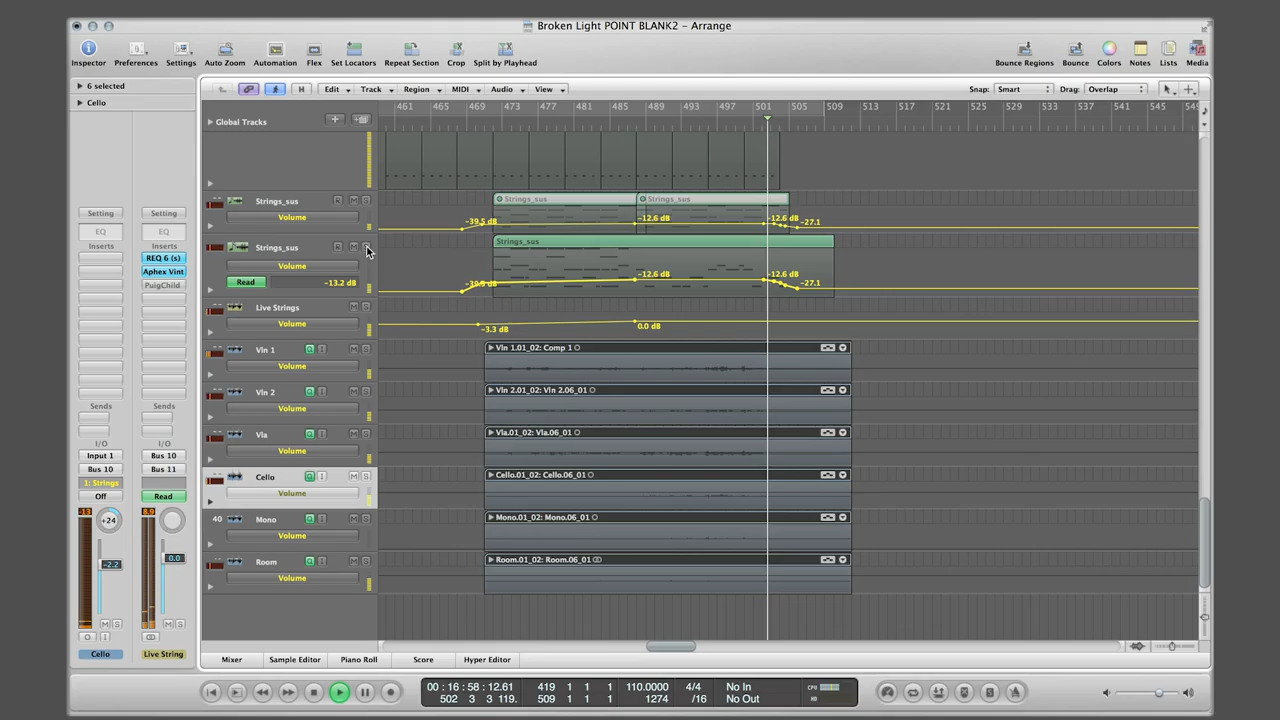 Broken Light POINT BLANK2 – Arrange
Inspector Preferences Settings Auto Zoom Automation Flex Set Locators Repeat Section Crop Split by Playhead Bounce Regions Bounce Colors Notes Lists Media
6 selected
Edit Track Region MIDI Audio View Snap: Smart Drag: Overlap
Cello
461 465 469 473 477 481 485 489 493 497 501 505 509 513 517 521 525 529 533 537 541 545 549
Global Tracks
Strings_sus R M S
Volume
Strings_sus Strings_sus
-39.5 dB -12.6 dB -12.6 dB -27.1
Strings_sus R M S
Volume
Read -13.2 dB
Strings_sus
-39.5 dB -12.6 dB -12.6 dB -27.1
Live Strings
Volume
-3.3 dB 0.0 dB
Vln 1 I M S
Volume
Vln 1.01_02: Comp 1
Vln 2 I M S
Volume
Vln 2.01_02: Vln 2.06_01
Vla I M S
Volume
Vla.01_02: Vla.06_01
Cello I M S
Volume
Cello.01_02: Cello.06_01
40 Mono I M S
Volume
Mono.01_02: Mono.06_01
Room I M S
Volume
Room.01_02: Room.06_01
Setting Setting
EQ EQ
Inserts Inserts
REQ 6 (s)
Aphex Vint
PuigChild
Sends Sends
I/O I/O
Input 1 Bus 10
Bus 10 Bus 11
1: Strings
Off Read
-13 8.9
+24
-2.2 0.0
M S M S
I
Cello Live String
Mixer Sample Editor Piano Roll Score Hyper Editor
00 : 16 : 58 : 12.61 419 1 1 1 110.0000 4/4 No In CPU
502 3 3 119. 509 1 1 1 1274 /16 No Out HD